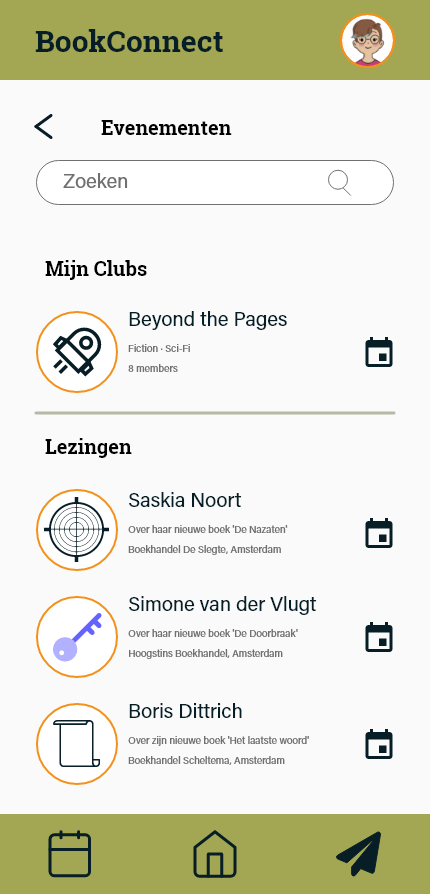 BookConnect
Evenementen
Zoeken
Mijn Clubs
Beyond the Pages
Fiction · Sci-Fi
8 members
Lezingen
Saskia Noort
Over haar nieuwe boek 'De Nazaten'
Boekhandel De Slegte, Amsterdam
Simone van der Vlugt
Over haar nieuwe boek 'De Doorbraak'
Hoogstins Boekhandel, Amsterdam
Boris Dittrich
Over zijn nieuwe boek 'Het laatste woord'
Boekhandel Scheltema, Amsterdam